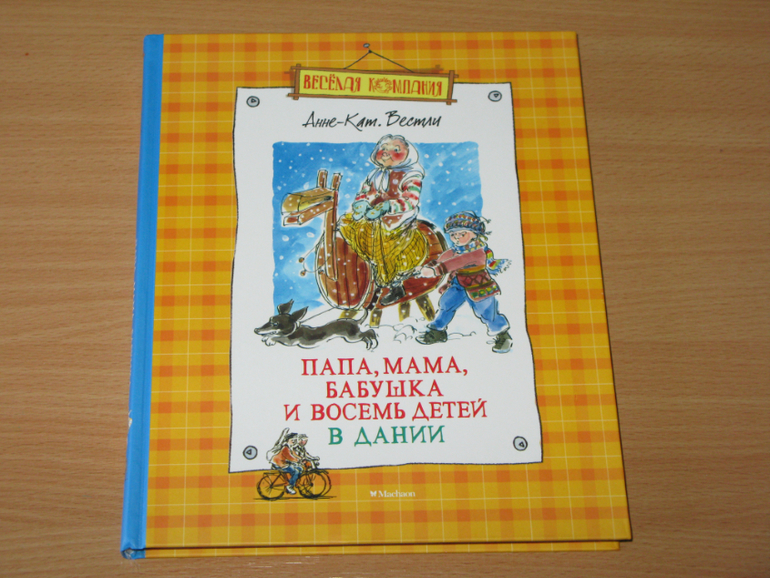 ВЕСЁЛАЯ КОМПАНИЯ
Анне-Кат. Вестли
ПАПА, МАМА,
БАБУШКА
И ВОСЕМЬ ДЕТЕЙ
В ДАНИИ
Machaon